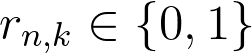 r_{n,k} ∈ {0, 1}